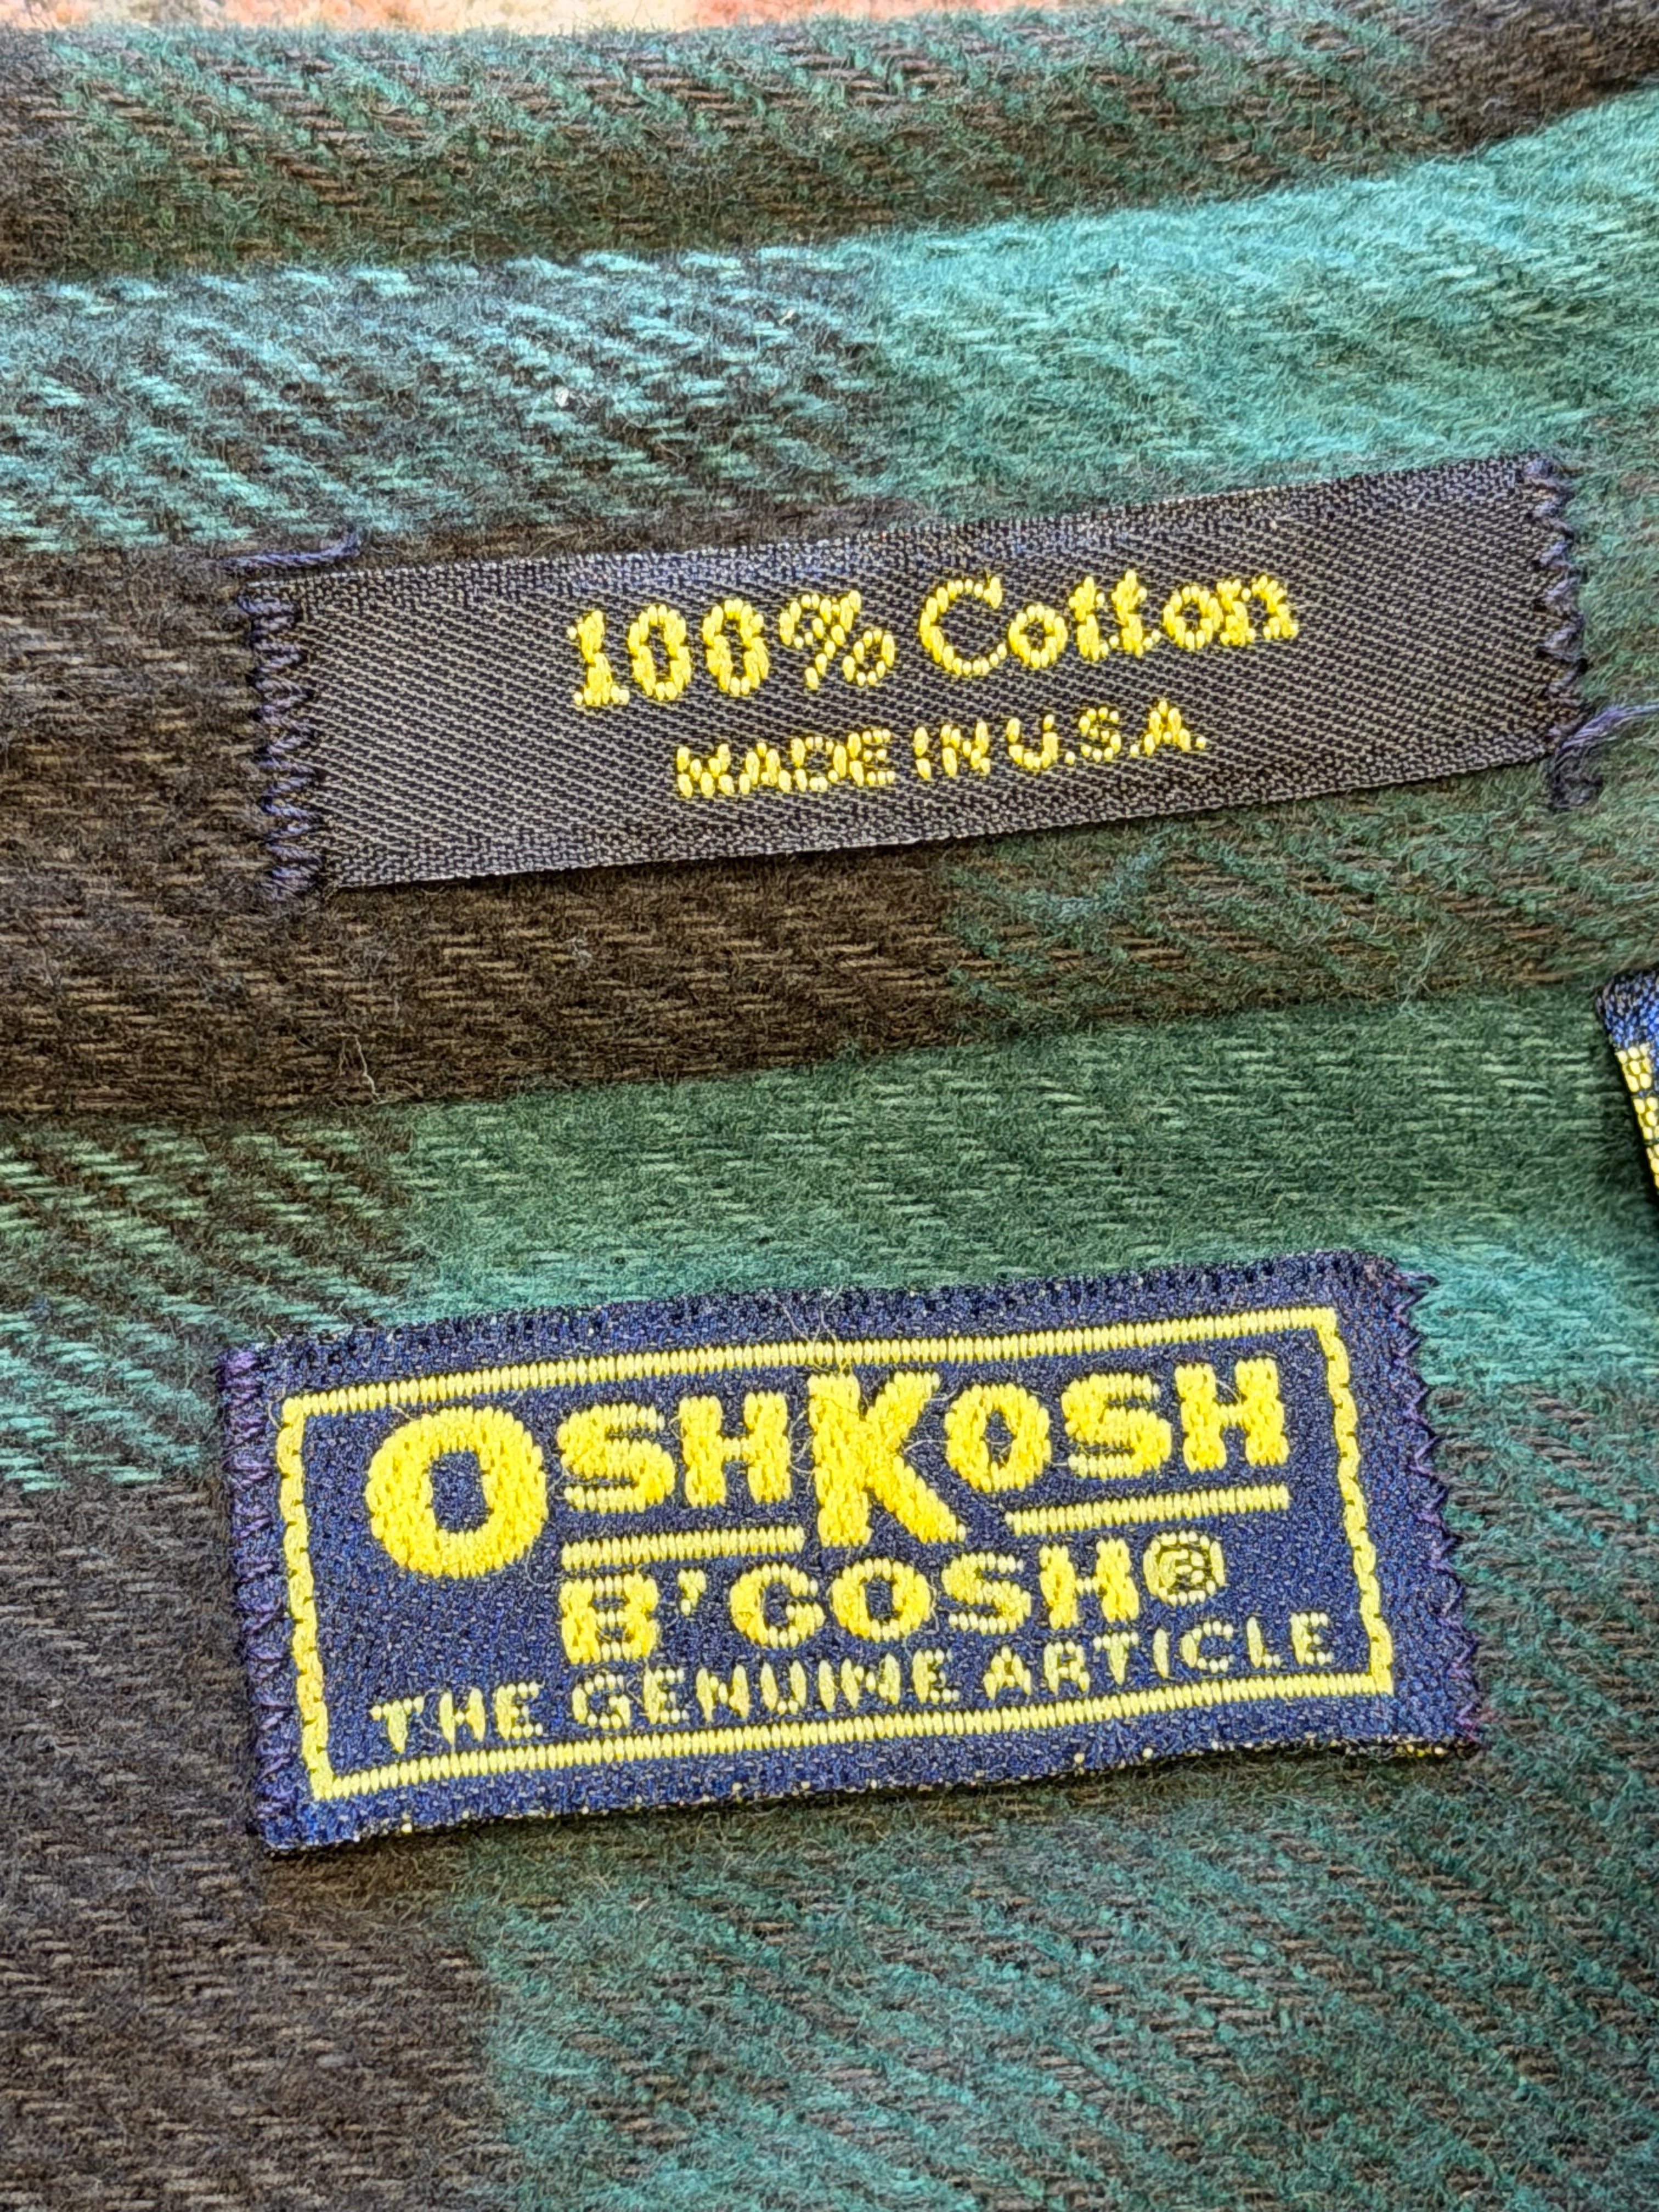 100% Cotton
MADE IN U.S.A.
OSHKOSH
B'GOSH®
THE GENUINE ARTICLE